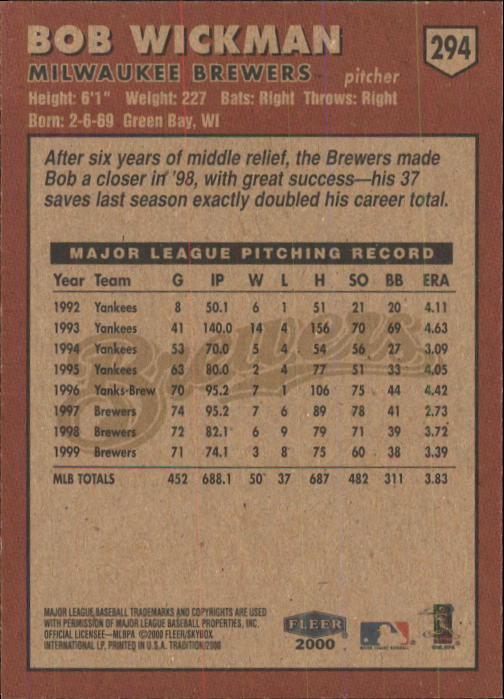 BOB WICKMAN
294
MILWAUKEE BREWERS pitcher
Height: 6'1" Weight: 227 Bats: Right Throws: Right
Born: 2-6-69 Green Bay, WI
After six years of middle relief, the Brewers made
Bob a closer in '98, with great success—his 37
saves last season exactly doubled his career total.
MAJOR LEAGUE PITCHING RECORD
Year Team G IP W L H SO BB ERA
1992 Yankees 8 50.1 6 1 51 21 20 4.11
1993 Yankees 41 140.0 14 4 156 70 69 4.63
1994 Yankees 53 70.0 5 4 54 56 27 3.09
1995 Yankees 63 80.0 2 4 77 51 33 4.05
1996 Yanks-Brew 70 95.2 7 1 106 75 44 4.42
1997 Brewers 74 95.2 7 6 89 78 41 2.73
1998 Brewers 72 82.1 6 9 79 71 39 3.72
1999 Brewers 71 74.1 3 8 75 60 38 3.39
MLB TOTALS 452 688.1 50 37 687 482 311 3.83
Brewers
MAJOR LEAGUE BASEBALL TRADEMARKS AND COPYRIGHTS ARE USED
WITH PERMISSION OF MAJOR LEAGUE BASEBALL PROPERTIES, INC.
OFFICIAL LICENSEE—MLBPA ©2000 FLEER/SKYBOX
INTERNATIONAL LP, PRINTED IN U.S.A. TRADITION/2000
FLEER
2000